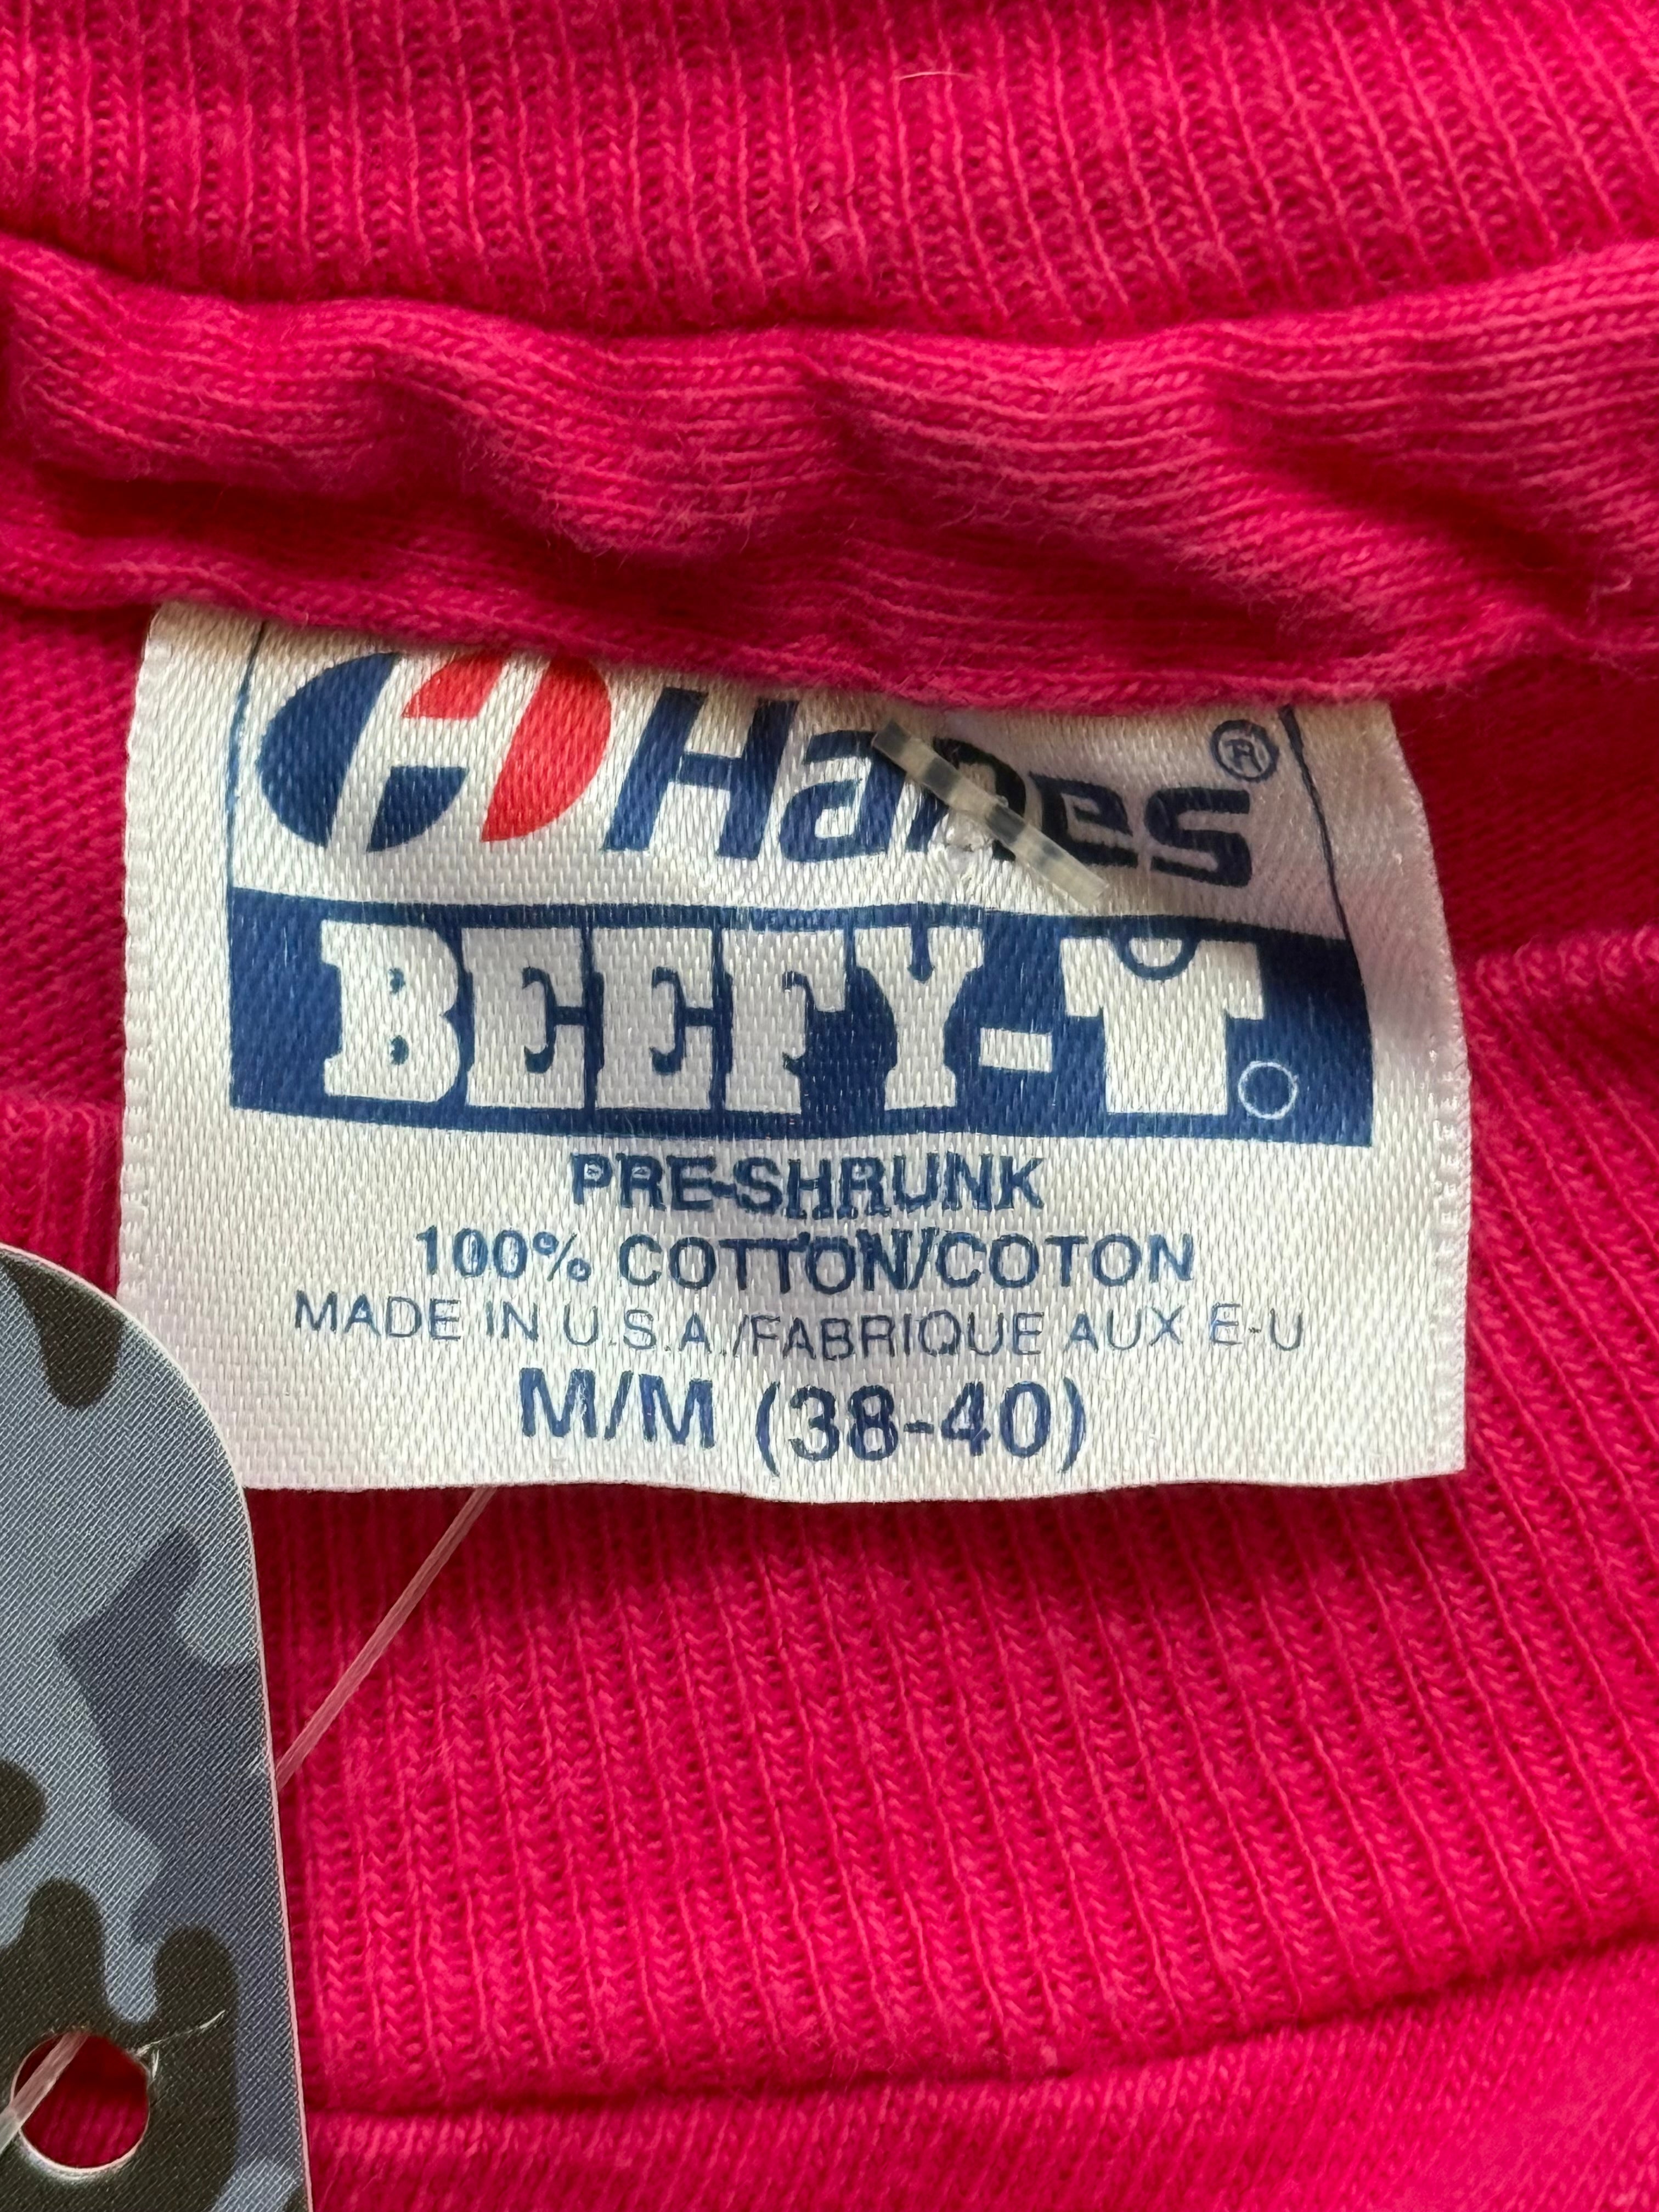 Hanes®
BEEFY-T®
PRE-SHRUNK
100% COTTON/COTON
MADE IN U.S.A./FABRIQUE AUX E-U
M/M (38-40)